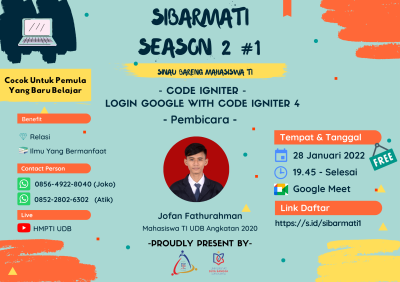 SIBARMATI
SEASON 2 #1
SINAU BARENG MAHASISWA TI
Cocok Untuk Pemula
Yang Baru Belajar
- CODE IGNITER -
LOGIN GOOGLE WITH CODE IGNITER 4
- Pembicara -
Benefit
Relasi
Ilmu Yang Bermanfaat
Contact Person
0856-4922-8040 (Joko)
0852-2802-6302 (Atik)
Live
HMPTI UDB
Tempat & Tanggal
28 Januari 2022
19.45 - Selesai
Google Meet
FREE
Link Daftar
https://s.id/sibarmati1
Jofan Fathurahman
Mahasiswa TI UDB Angkatan 2020
-PROUDLY PRESENT BY-